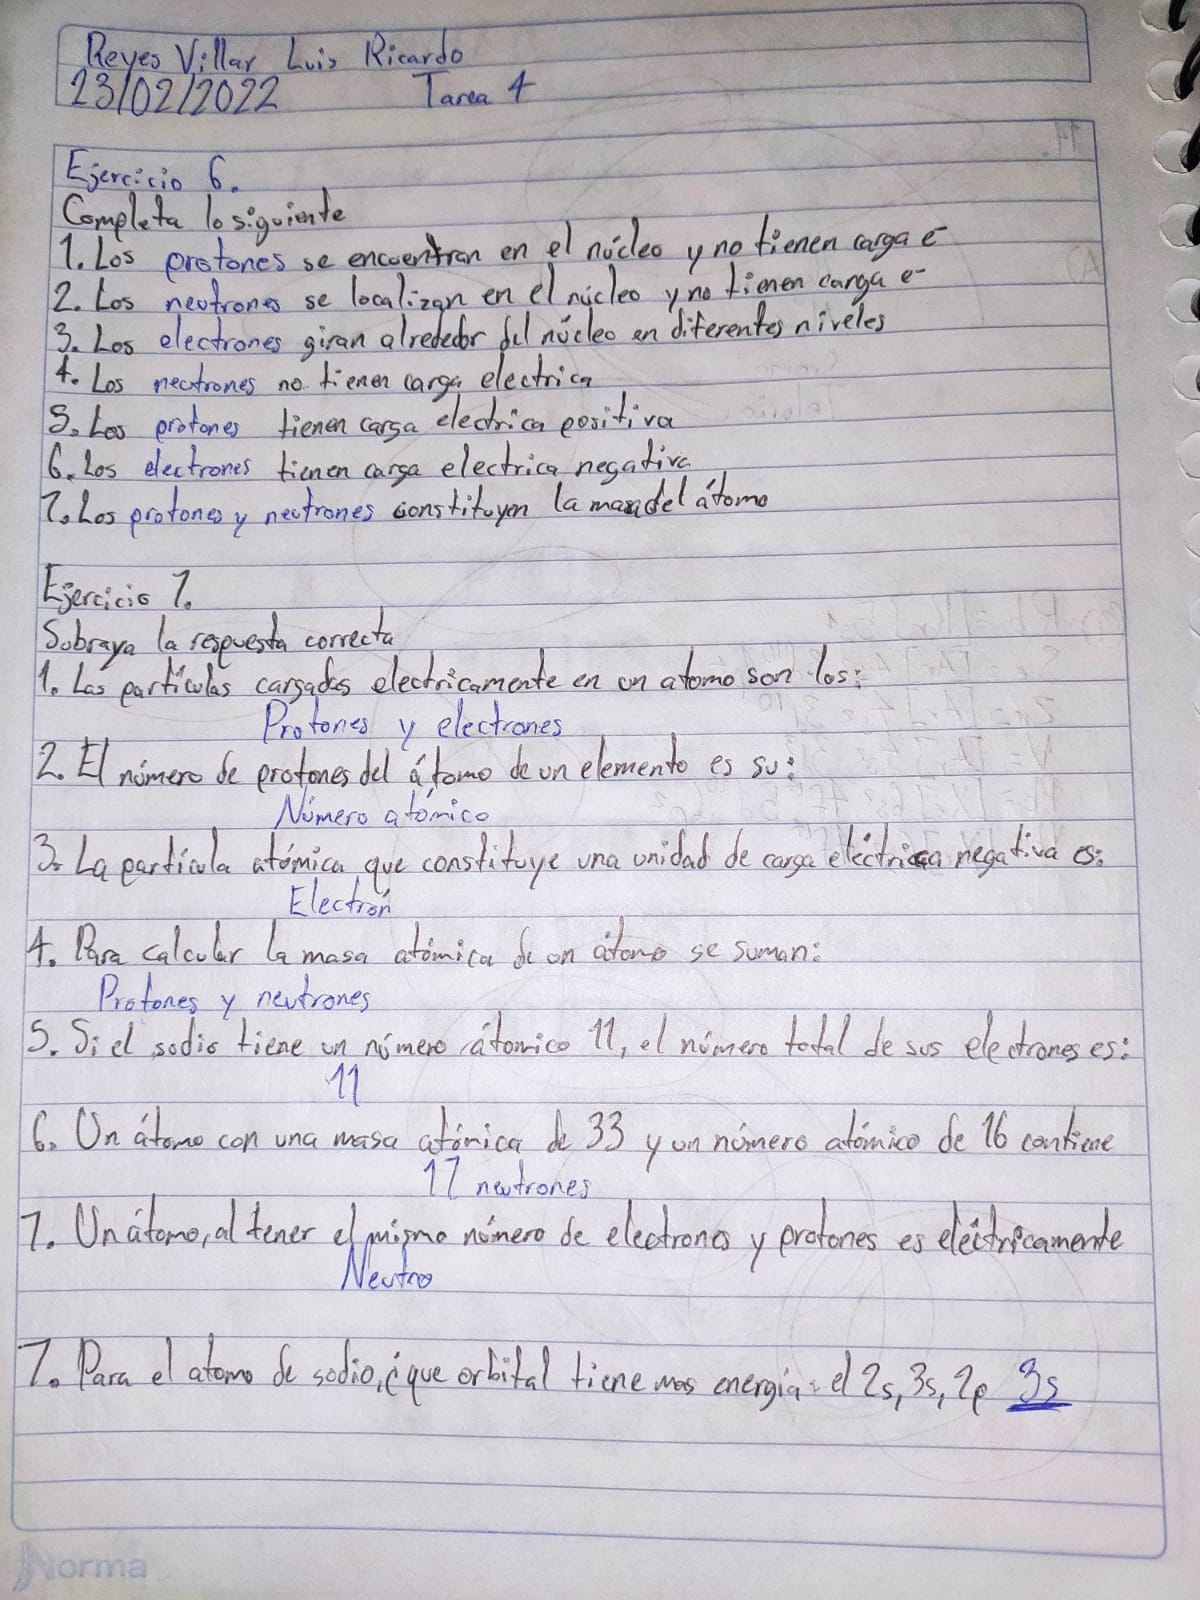 Reyes Villar Luis Ricardo
23/02/2022 Tarea 4
Ejercicio 6.
Completa lo siguiente
1. Los protones se encuentran en el núcleo y no tienen carga e-
2. Los neutrones se localizan en el núcleo y no tienen carga e-
3. Los electrones giran alrededor del núcleo en diferentes niveles
4. Los neutrones no tienen carga electrica
5. Los protones tienen carga electrica positiva
6. Los electrones tienen carga electrica negativa
7. Los protones y neutrones constituyen la masa del átomo
Ejercicio 7.
Sobraya la respuesta correcta
1. Las partículas cargadas electricamente en un atomo son los:
Protones y electrones
2. El número de protones del átomo de un elemento es su:
Número atómico
3. La partícula atómica que constituye una unidad de carga eléctrica negativa es:
Electrón
4. Para calcular la masa atómica de un átomo se suman:
Protones y neutrones
5. Si el sodio tiene un número átomico 11, el número total de sus electrones es:
11
6. Un átomo con una masa atómica de 33 y un número atómico de 16 contiene
17 neutrones
7. Un átomo, al tener el mismo número de electrones y protones es eléctricamente
Neutro
7. Para el atomo de sodio, ¿que orbital tiene mas energia: el 2s, 3s, 2p 3s
Norma